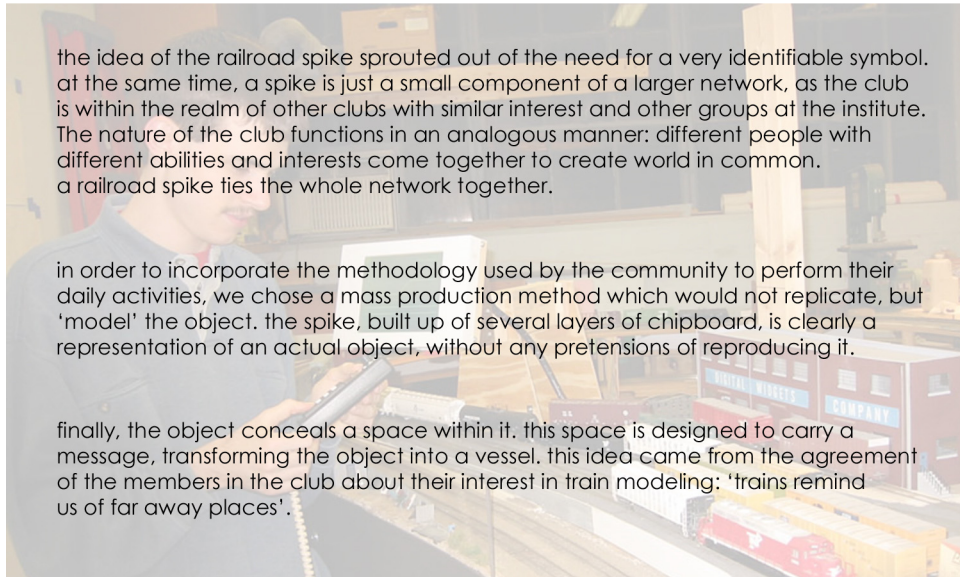 the idea of the railroad spike sprouted out of the need for a very identifiable symbol.
at the same time, a spike is just a small component of a larger network, as the club
is within the realm of other clubs with similar interest and other groups at the institute.
The nature of the club functions in an analogous manner: different people with
different abilities and interests come together to create world in common.
a railroad spike ties the whole network together.
in order to incorporate the methodology used by the community to perform their
daily activities, we chose a mass production method which would not replicate, but
‘model’ the object. the spike, built up of several layers of chipboard, is clearly a
representation of an actual object, without any pretensions of reproducing it.
DIGITAL WIDGETS
COMPANY
finally, the object conceals a space within it. this space is designed to carry a
message, transforming the object into a vessel. this idea came from the agreement
of the members in the club about their interest in train modeling: ‘trains remind
us of far away places’.